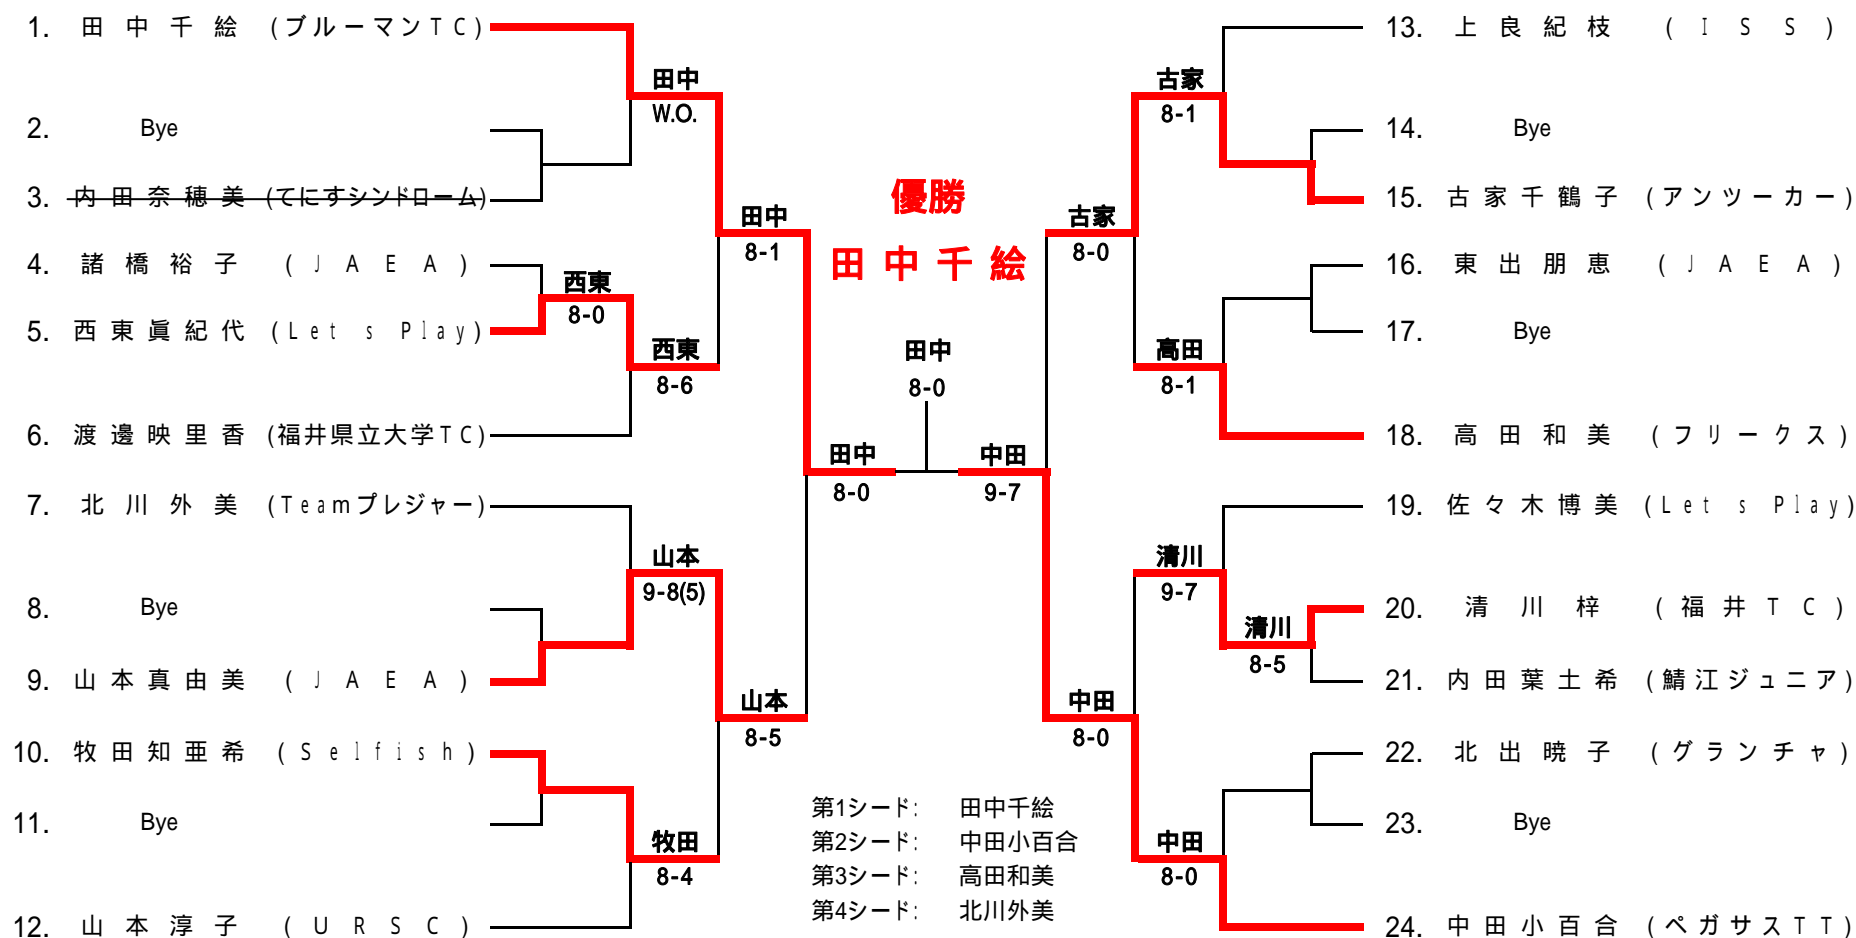 1. 田中千絵 (ブルーマンTC)
2. Bye
3. 内田奈穂美 (てにすシンドローム)
4. 諸橋裕子 (JAEA)
5. 西東眞紀代 (Let s Play)
6. 渡邊映里香 (福井県立大学TC)
7. 北川外美 (Teamプレジャー)
8. Bye
9. 山本真由美 (JAEA)
10. 牧田知亜希 (Selfish)
11. Bye
12. 山本淳子 (URSC)
西東
8-0
田中
W.O.
西東
8-6
山本
9-8(5)
牧田
8-4
田中
8-1
山本
8-5
田中
8-0
優勝
田中千絵
田中
8-0
中田
9-7
古家
8-0
中田
8-0
古家
8-1
高田
8-1
清川
9-7
中田
8-0
清川
8-5
13. 上良紀枝 (ISS)
14. Bye
15. 古家千鶴子 (アンツーカー)
16. 東出朋恵 (JAEA)
17. Bye
18. 高田和美 (フリークス)
19. 佐々木博美 (Let s Play)
20. 清川梓 (福井TC)
21. 内田葉土希 (鯖江ジュニア)
22. 北出暁子 (グランチャ)
23. Bye
24. 中田小百合 (ペガサスTT)
第1シード: 田中千絵
第2シード: 中田小百合
第3シード: 高田和美
第4シード: 北川外美